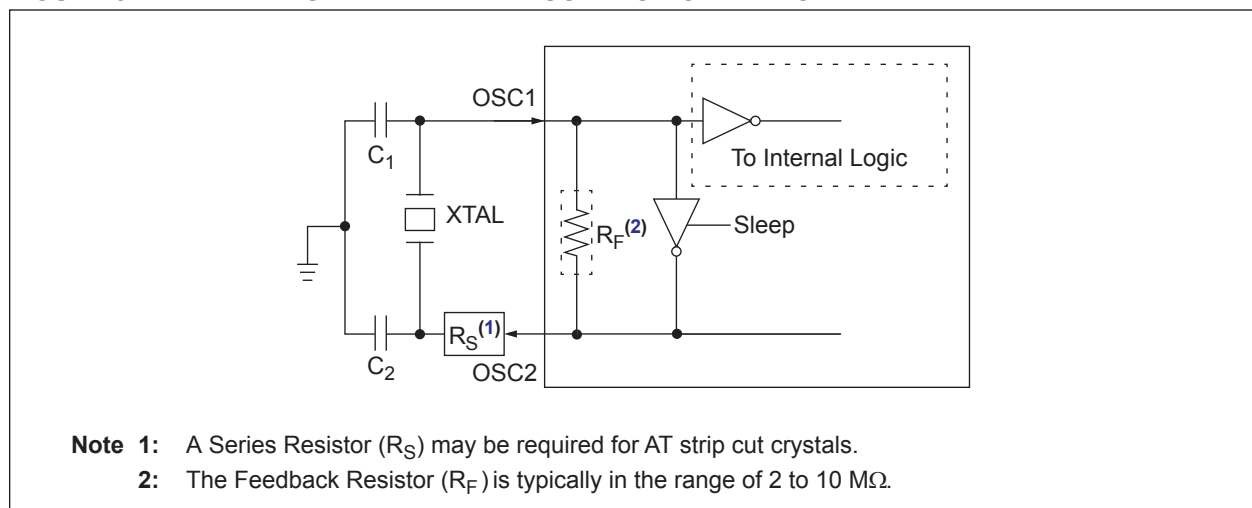 OSC1
C1
To Internal Logic
XTAL
RF(2)
Sleep
RS(1)
C2
OSC2
Note 1: A Series Resistor (RS) may be required for AT strip cut crystals.
2: The Feedback Resistor (RF) is typically in the range of 2 to 10 MΩ.